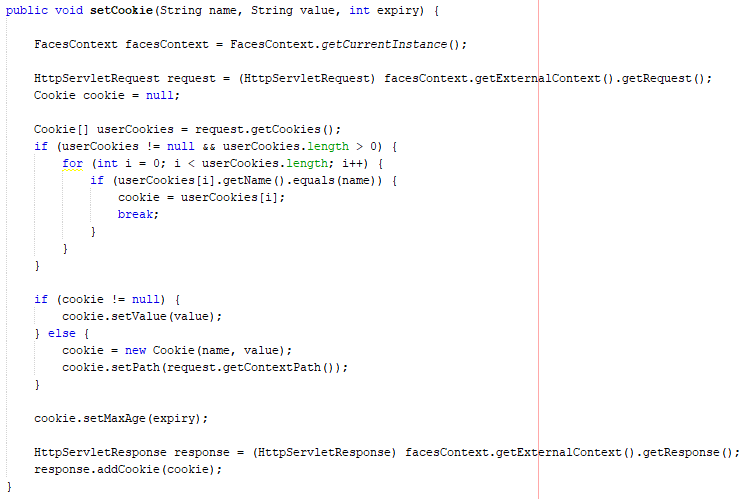 public void setCookie(String name, String value, int expiry) {
FacesContext facesContext = FacesContext.getCurrentInstance();
HttpServletRequest request = (HttpServletRequest) facesContext.getExternalContext().getRequest();
Cookie cookie = null;
Cookie[] userCookies = request.getCookies();
if (userCookies != null && userCookies.length > 0) {
for (int i = 0; i < userCookies.length; i++) {
if (userCookies[i].getName().equals(name)) {
cookie = userCookies[i];
break;
}
}
}
if (cookie != null) {
cookie.setValue(value);
} else {
cookie = new Cookie(name, value);
cookie.setPath(request.getContextPath());
}
cookie.setMaxAge(expiry);
HttpServletResponse response = (HttpServletResponse) facesContext.getExternalContext().getResponse();
response.addCookie(cookie);
}